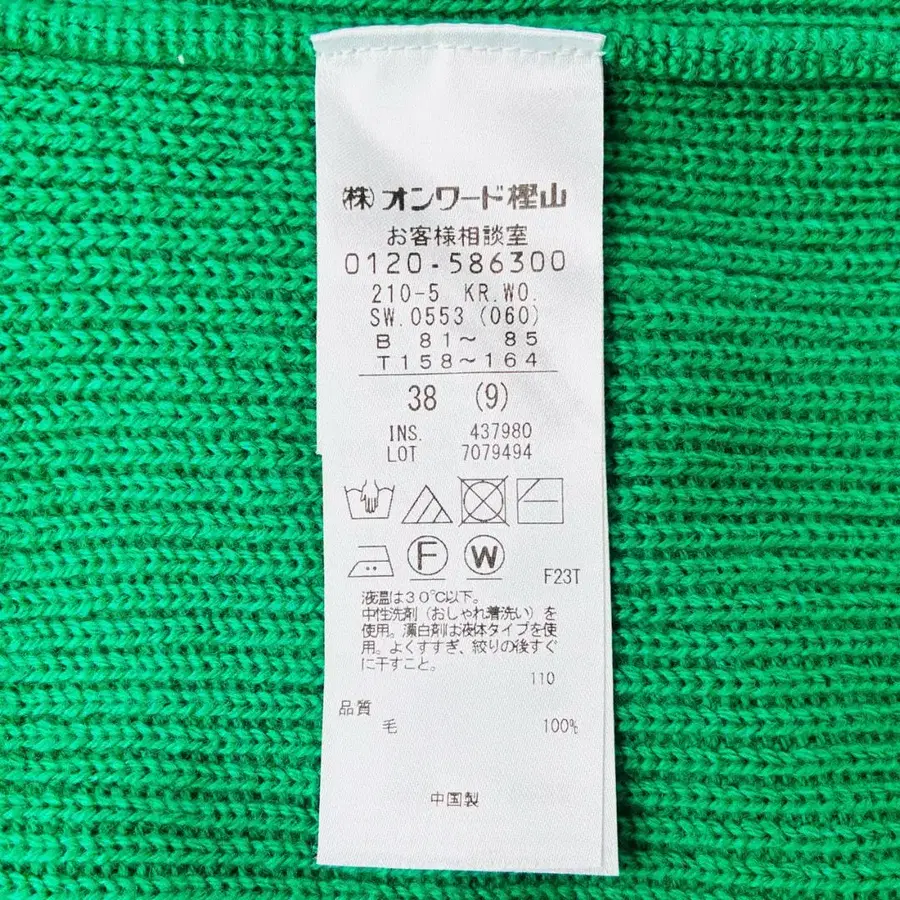 (株)オンワード樫山
お客様相談室
0120-586300
210-5 KR.WO.
SW.0553 (060)
B 81～ 85
T158～164
38 (9)
INS. 437980
LOT 7079494
F W
F23T
液温は30℃以下。
中性洗剤（おしゃれ着洗い）を
使用。漂白剤は液体タイプを使
用。よくすすぎ、絞りの後すぐ
に干すこと。
110
品質
毛 100%
中国製